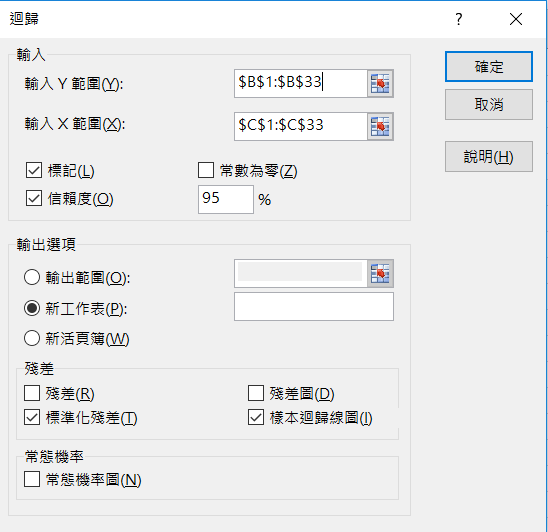 迴歸
?
輸入
輸入 Y 範圍(Y): $B$1:$B$33
確定
取消
輸入 X 範圍(X): $C$1:$C$33
說明(H)
標記(L) 常數為零(Z)
信賴度(O) 95 %
輸出選項
輸出範圍(O):
新工作表(P):
新活頁簿(W)
殘差
殘差(R) 殘差圖(D)
標準化殘差(T) 樣本迴歸線圖(I)
常態機率
常態機率圖(N)